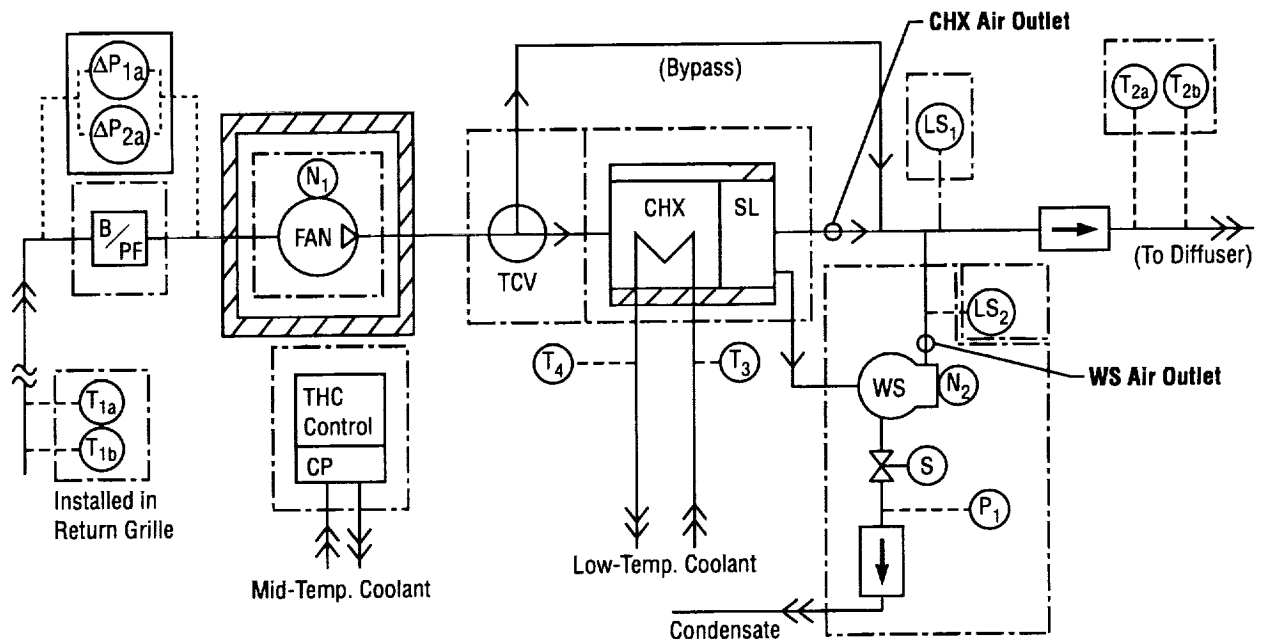 CHX Air Outlet
ΔP1a
ΔP2a
(Bypass)
T2a
T2b
LS1
N1
B/PF
FAN
CHX
SL
TCV
(To Diffuser)
LS2
T4
T3
WS
N2
WS Air Outlet
T1a
T1b
THC
Control
CP
S
Installed in
Return Grille
P1
Mid-Temp. Coolant
Low-Temp. Coolant
Condensate